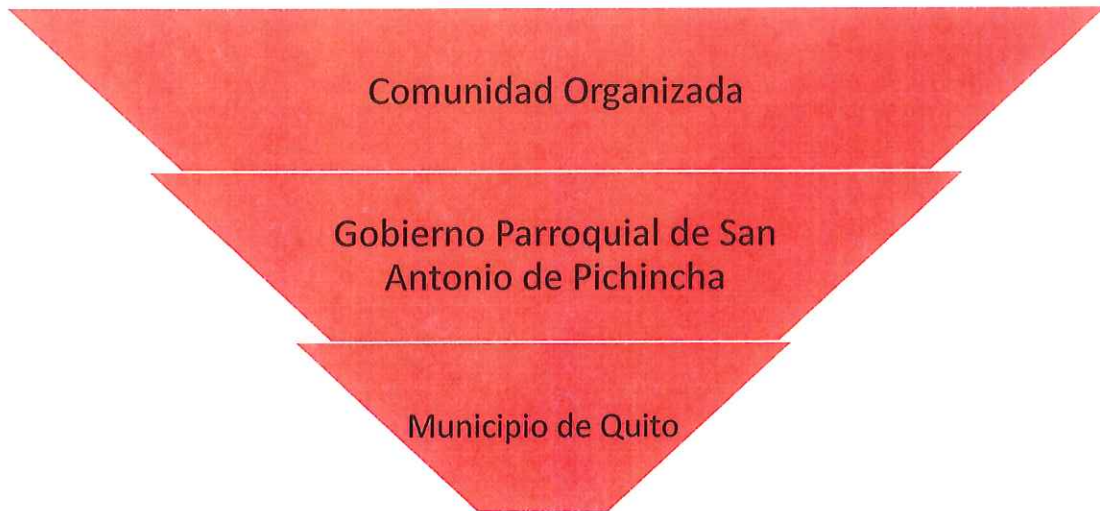 Comunidad Organizada
Gobierno Parroquial de San
Antonio de Pichincha
Municipio de Quito